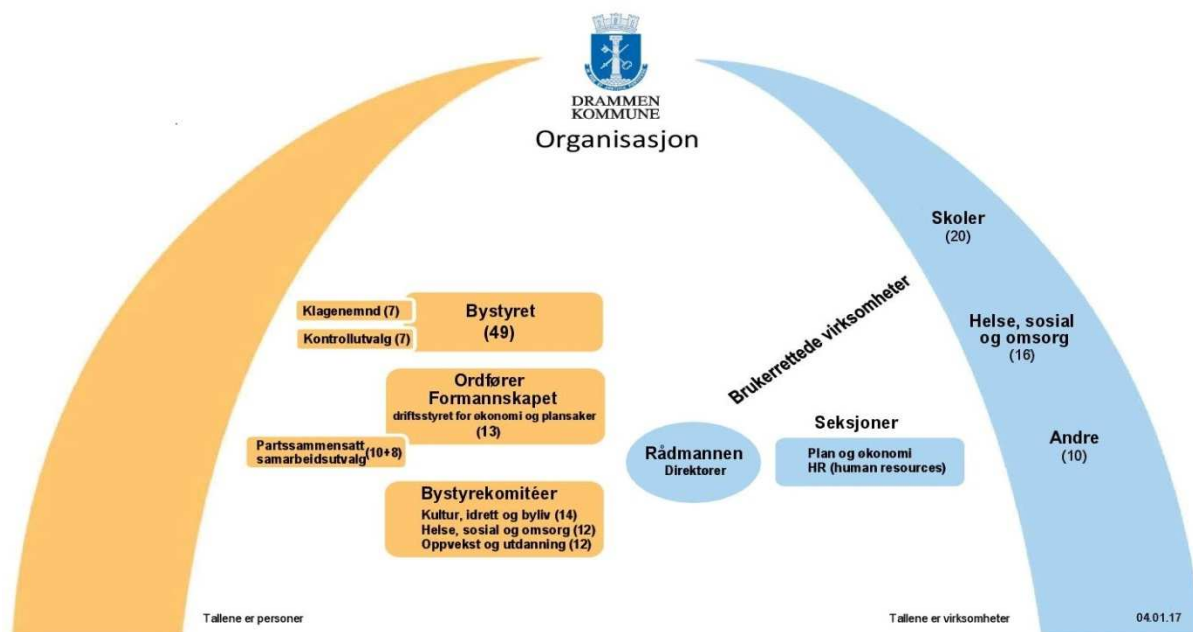 DRAMMEN
KOMMUNE
Organisasjon
Klagenemnd (7)
Kontrollutvalg (7)
Bystyret
(49)
Ordfører
Formannskapet
driftsstyret for økonomi og plansaker
(13)
Partssammensatt
samarbeidsutvalg (10+8)
Bystyrekomitéer
Kultur, idrett og byliv (14)
Helse, sosial og omsorg (12)
Oppvekst og utdanning (12)
Rådmannen
Direktører
Brukerrettede virksomheter
Seksjoner
Plan og økonomi
HR (human resources)
Skoler
(20)
Helse, sosial
og omsorg
(16)
Andre
(10)
Tallene er personer
Tallene er virksomheter
04.01.17